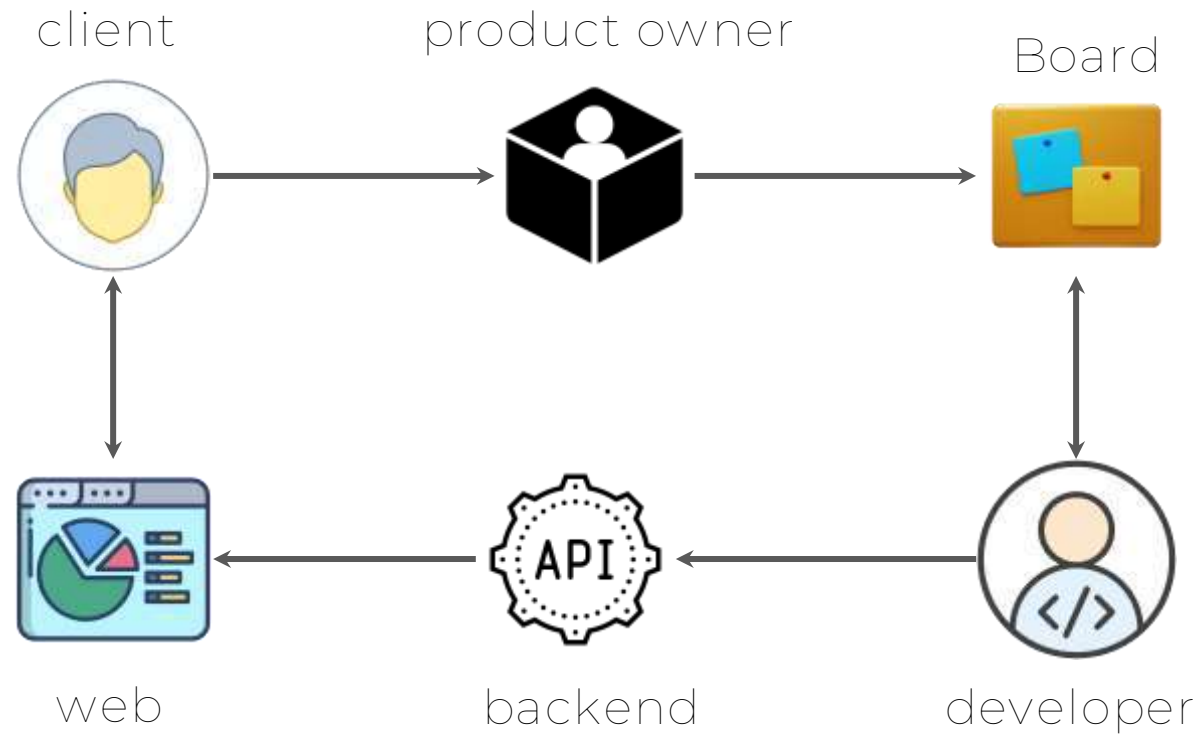 client
product owner
Board
API
</>
web
backend
developer